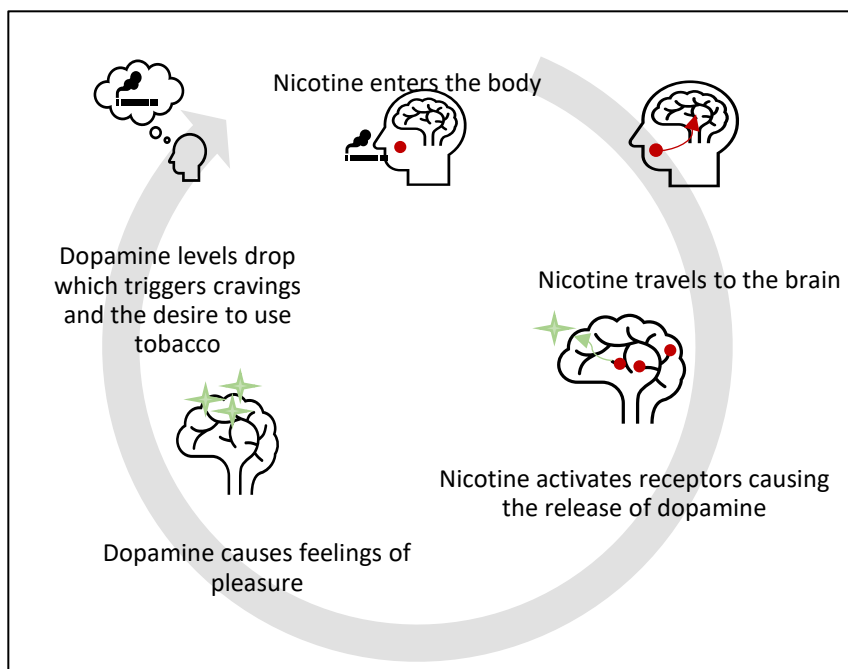 Nicotine enters the body
Nicotine travels to the brain
Nicotine activates receptors causing
the release of dopamine
Dopamine causes feelings of
pleasure
Dopamine levels drop
which triggers cravings
and the desire to use
tobacco